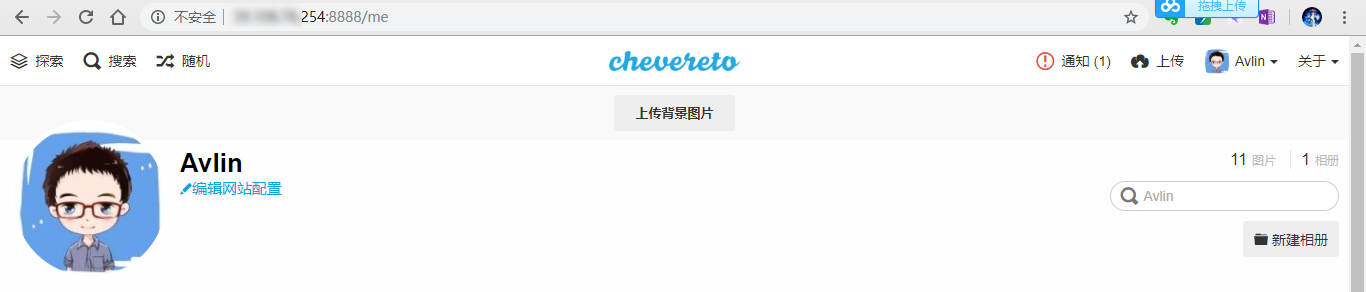 不安全 254:8888/me
拖拽上传
探索 搜索 随机 chevereto 通知 (1) 上传 Avlin 关于
上传背景图片
Avlin
编辑网站配置
11 图片 1 相册
Avlin
新建相册